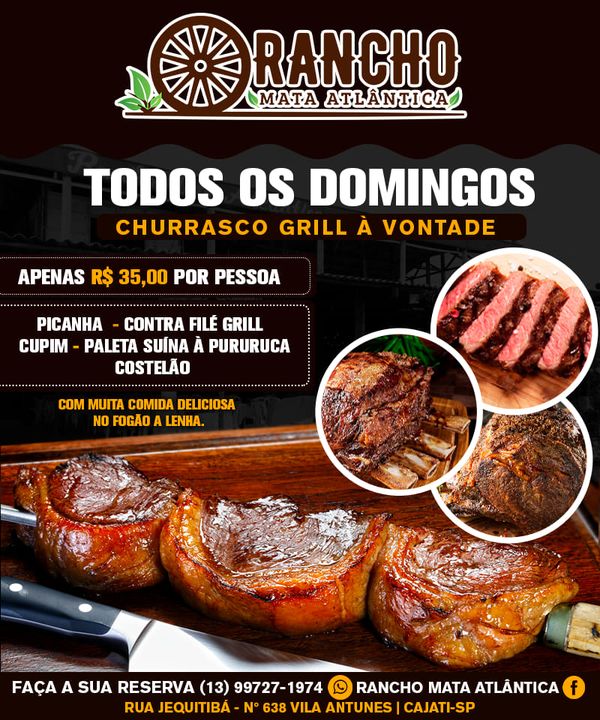 RANCHO
MATA ATLÂNTICA
TODOS OS DOMINGOS
CHURRASCO GRILL À VONTADE
APENAS R$ 35,00 POR PESSOA
PICANHA - CONTRA FILÉ GRILL
CUPIM - PALETA SUÍNA À PURURUCA
COSTELÃO
COM MUITA COMIDA DELICIOSA
NO FOGÃO A LENHA.
FAÇA A SUA RESERVA (13) 99727-1974 RANCHO MATA ATLÂNTICA
RUA JEQUITIBÁ - Nº 638 VILA ANTUNES | CAJATI-SP